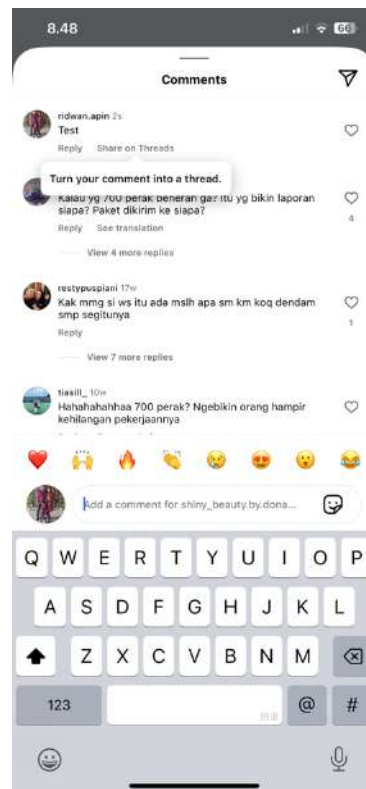 8.48
66
Comments
ridwan.apin 2s
Test
Reply Share on Threads
Turn your comment into a thread.
Kalau yg 700 perak beneran ga? Itu yg bikin laporan
siapa? Paket dikirim ke siapa?
4
Reply See translation
View 4 more replies
restypuspiani 17w
Kak mmg si ws itu ada mslh apa sm km koq dendam
smp segitunya
1
Reply
View 7 more replies
tiasill_ 10w
Hahahahahhaa 700 perak? Ngebikin orang hampir
kehilangan pekerjaannya
Add a comment for shiny_beauty.by.dona...
Q W E R T Y U I O P
A S D F G H J K L
Z X C V B N M
123 @ #